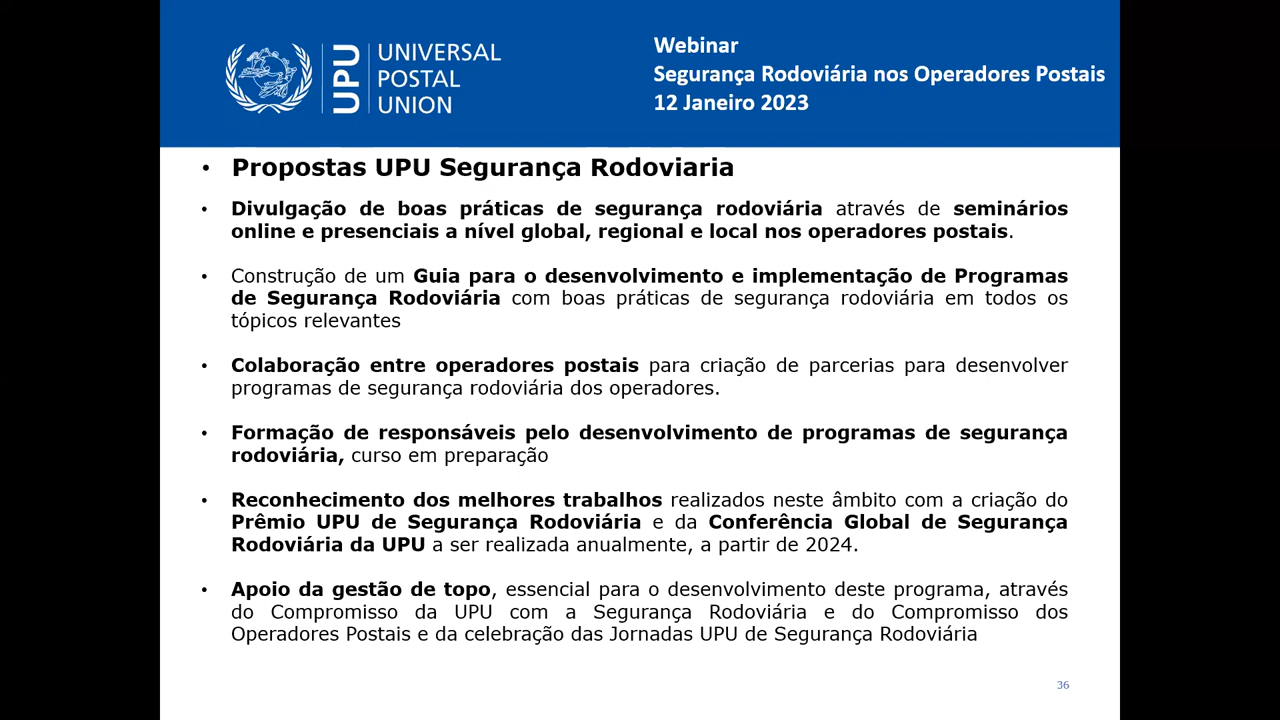 UPU
UNIVERSAL
POSTAL
UNION
Webinar
Segurança Rodoviária nos Operadores Postais
12 Janeiro 2023
• Propostas UPU Segurança Rodoviaria
• Divulgação de boas práticas de segurança rodoviária através de seminários
online e presenciais a nível global, regional e local nos operadores postais.
• Construção de um Guia para o desenvolvimento e implementação de Programas
de Segurança Rodoviária com boas práticas de segurança rodoviária em todos os
tópicos relevantes
• Colaboração entre operadores postais para criação de parcerias para desenvolver
programas de segurança rodoviária dos operadores.
• Formação de responsáveis pelo desenvolvimento de programas de segurança
rodoviária, curso em preparação
• Reconhecimento dos melhores trabalhos realizados neste âmbito com a criação do
Prêmio UPU de Segurança Rodoviária e da Conferência Global de Segurança
Rodoviária da UPU a ser realizada anualmente, a partir de 2024.
• Apoio da gestão de topo, essencial para o desenvolvimento deste programa, através
do Compromisso da UPU com a Segurança Rodoviária e do Compromisso dos
Operadores Postais e da celebração das Jornadas UPU de Segurança Rodoviária
36